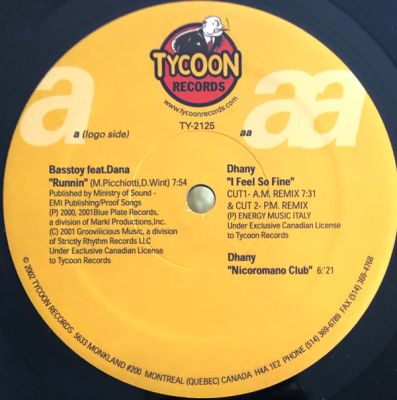 TYCOON
RECORDS
www.tycoonrecords.com
TY-2125
a
aa
a (logo side)
aa
Basstoy feat.Dana
"Runnin" (M.Picchiotti,D.Wint) 7:54
Published by Ministry of Sound -
EMI Publishing/Proof Songs
(P) 2000, 2001Blue Plate Records,
a division of Markl Productions,Inc.
(C) 2001 Groovilicious Music, a division
of Strictly Rhythm Records LLC
Under Exclusive Canadian License
to Tycoon Records
Dhany
"I Feel So Fine"
CUT1- A.M. REMIX 7:31
& CUT 2- P.M. REMIX
(P) ENERGY MUSIC ITALY
Under Exclusive Canadian License
to Tycoon Records
Dhany
"Nicoromano Club" 6:21
© 2002 TYCOON RECORDS 5633 MONKLAND #200 MONTREAL (QUEBEC) CANADA H4A 1E2 PHONE (514) 369-6789 FAX (514) 369-4768